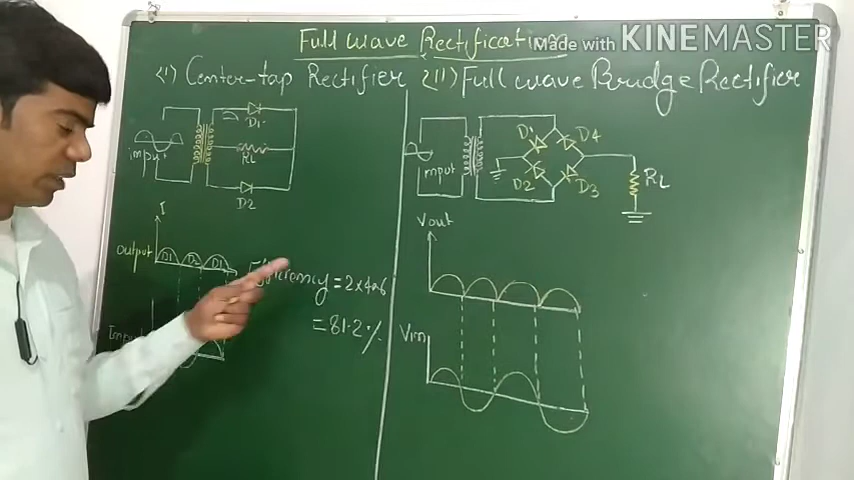 Full wave Rectification
Made with KINEMASTER
(i) Center-tap Rectifier
(ii) Full wave Bridge Rectifier
D1
input
RL
D2
I
output
D1 D2 D1
Efficiency = 2x40.6
= 81.2%
D1 D4
input
D2 D3
RL
Vout
Vin